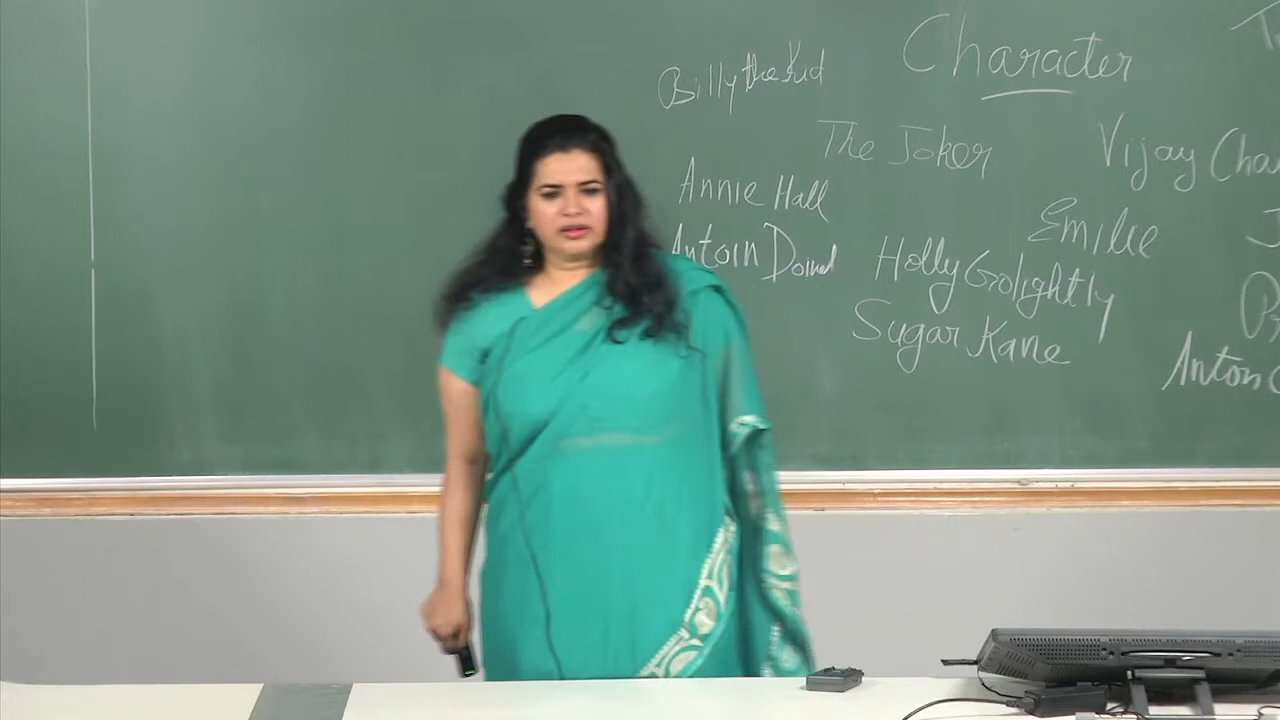 Character
Billy the Kid
The Joker
Vijay Cha
Annie Hall
Emilie
Antoin Doinel
Holly Golightly
Sugar Kane
Anton